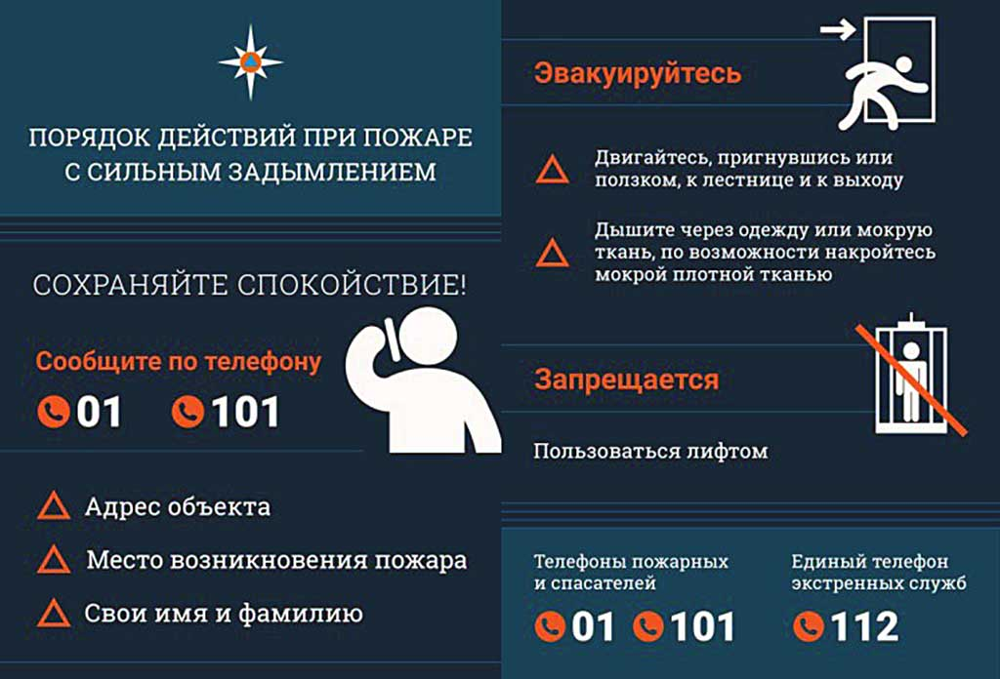 ПОРЯДОК ДЕЙСТВИЙ ПРИ ПОЖАРЕ
С СИЛЬНЫМ ЗАДЫМЛЕНИЕМ
СОХРАНЯЙТЕ СПОКОЙСТВИЕ!
Сообщите по телефону
01 101
Адрес объекта
Место возникновения пожара
Свои имя и фамилию
Эвакуируйтесь
Двигайтесь, пригнувшись или
ползком, к лестнице и к выходу
Дышите через одежду или мокрую
ткань, по возможности накройтесь
мокрой плотной тканью
Запрещается
Пользоваться лифтом
Телефоны пожарных
и спасателей
01 101
Единый телефон
экстренных служб
112